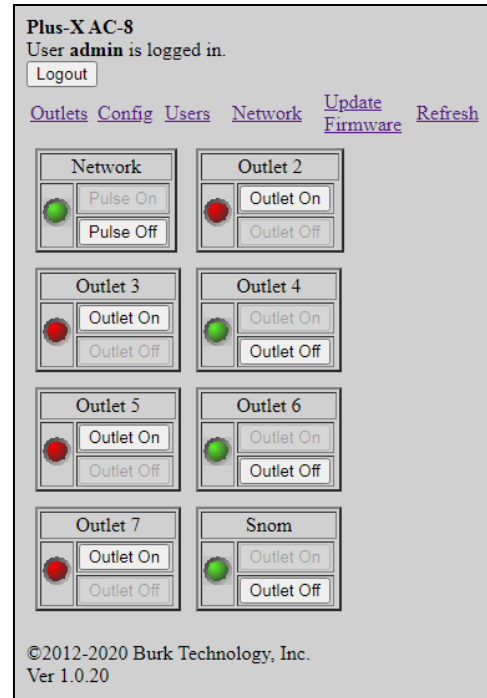 Plus-X AC-8
User admin is logged in.
Logout
Outlets Config Users Network Update Firmware Refresh
Network
Pulse On
Pulse Off
Outlet 2
Outlet On
Outlet Off
Outlet 3
Outlet On
Outlet Off
Outlet 4
Outlet On
Outlet Off
Outlet 5
Outlet On
Outlet Off
Outlet 6
Outlet On
Outlet Off
Outlet 7
Outlet On
Outlet Off
Snom
Outlet On
Outlet Off
©2012-2020 Burk Technology, Inc.
Ver 1.0.20